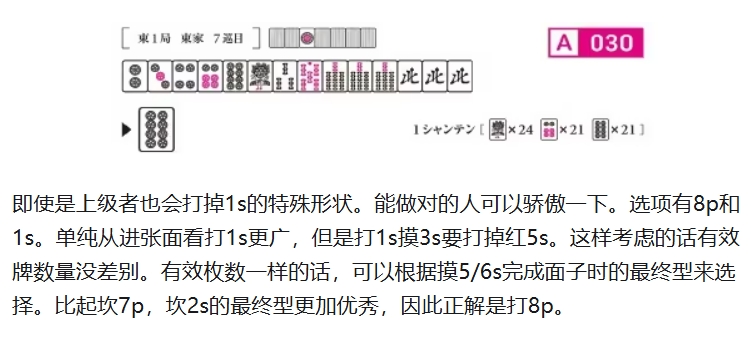 [ 東1局 東家 7巡目 ]
A 030
北 北 北
1シャンテン [ ×24 ×21 ×21 ]
即使是上级者也会打掉1s的特殊形状。能做对的人可以骄傲一下。选项有8p和
1s。单纯从进张面看打1s更广，但是打1s摸3s要打掉红5s。这样考虑的话有效
牌数量没差别。有效枚数一样的话，可以根据摸5/6s完成面子时的最终型来选
择。比起坎7p，坎2s的最终型更加优秀，因此正解是打8p。